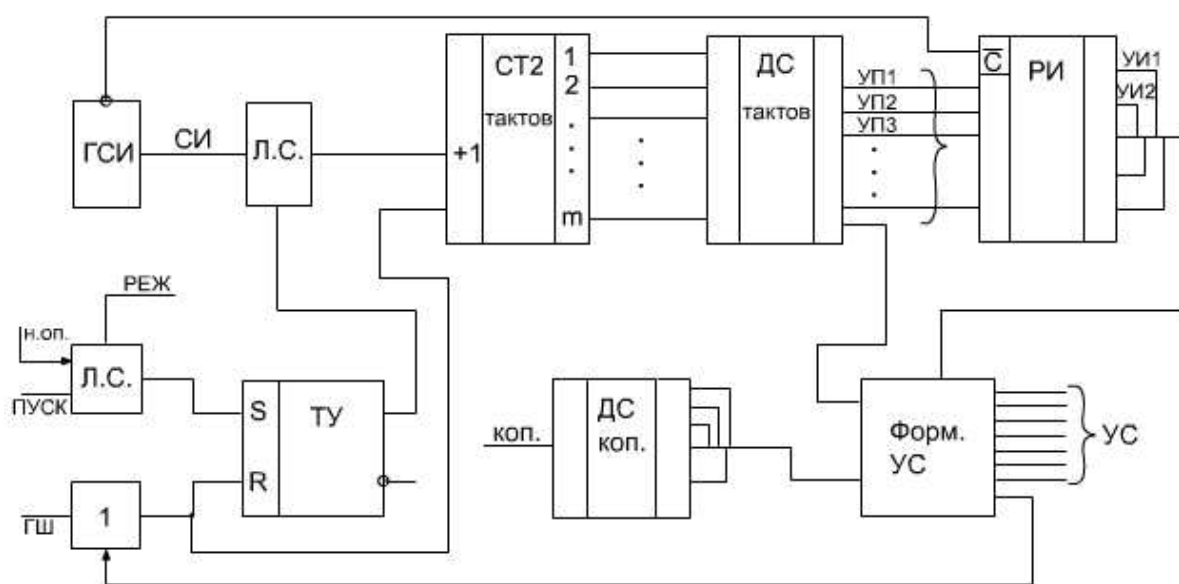 СТ2
тактов
+1
1
2
m
ДС
тактов
УП1
УП2
УП3
C
РИ
УИ1
УИ2
ГСИ
СИ
Л.С.
РЕЖ
н.оп.
Л.С.
ПУСК
S
ТУ
R
ГШ
1
коп.
ДС
коп.
Форм.
УС
УС